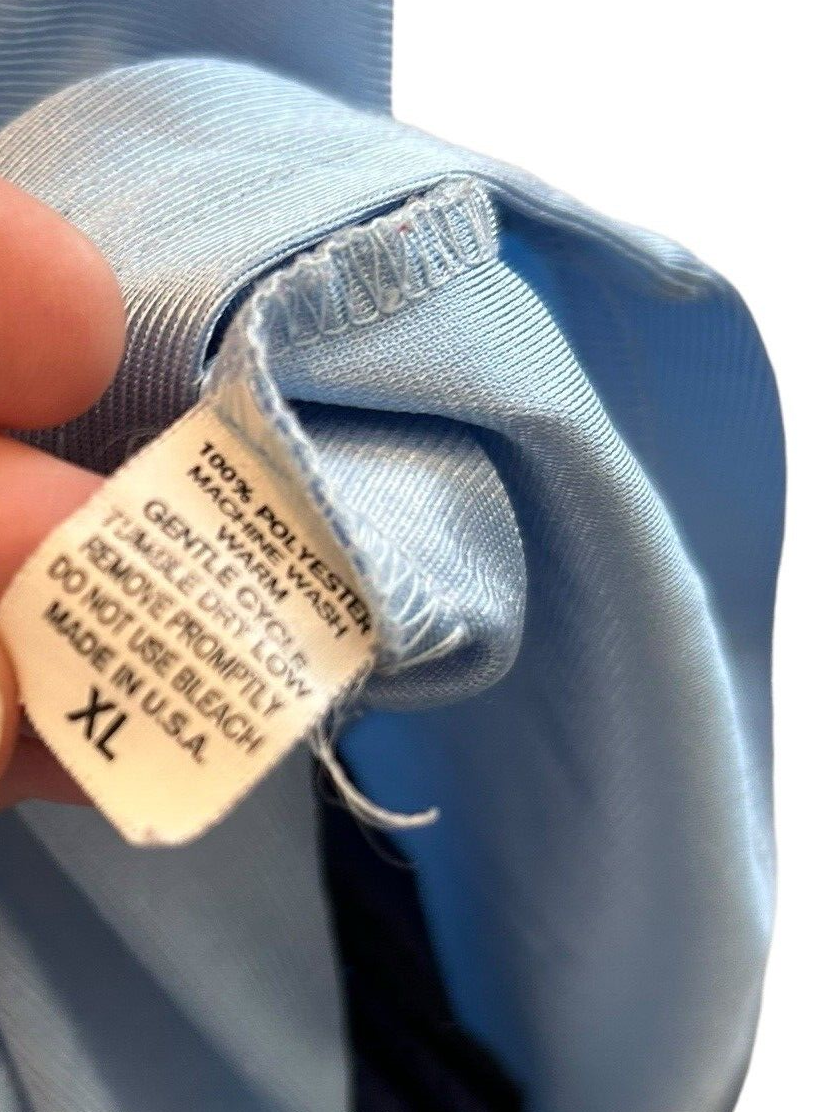 100% POLYESTER
MACHINE WASH
WARM
GENTLE CYCLE
TUMBLE DRY LOW
REMOVE PROMPTLY
DO NOT USE BLEACH
MADE IN U.S.A.
XL